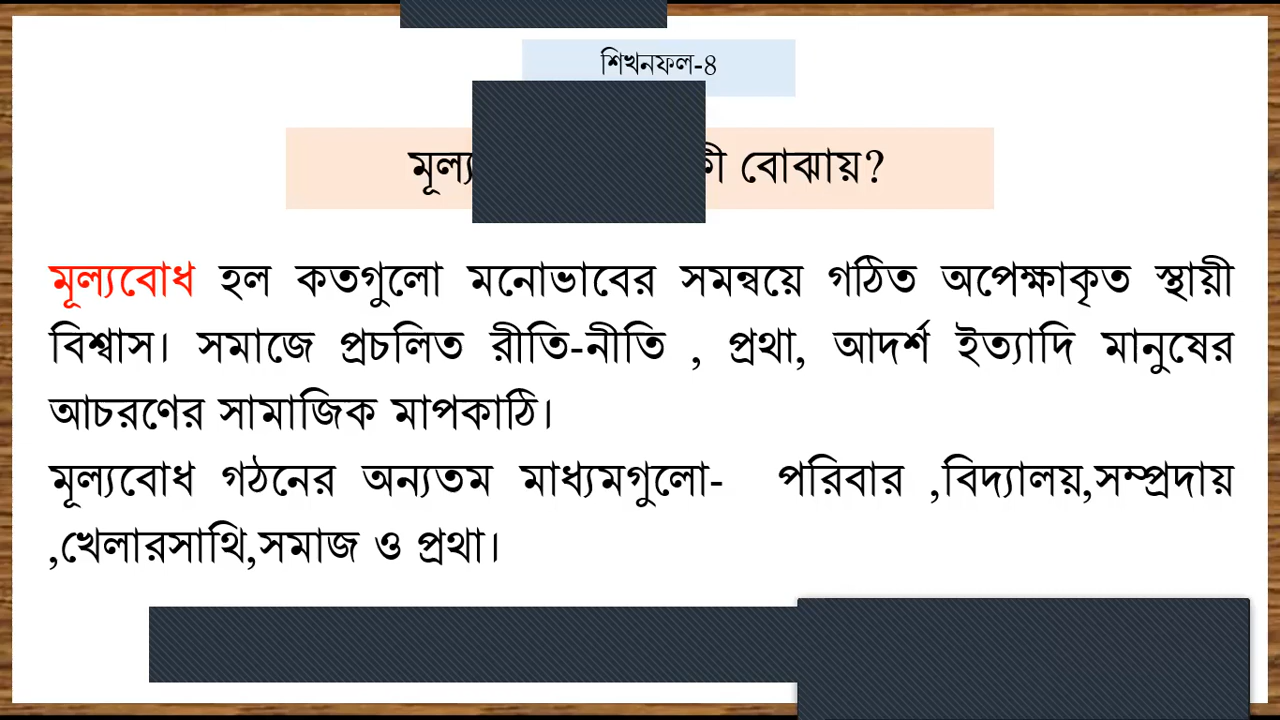 শিখনফল-৪
কী বোঝায়?
মূল্যবোধ হল কতগুলো মনোভাবের সমন্বয়ে গঠিত অপেক্ষাকৃত স্থায়ী
বিশ্বাস। সমাজে প্রচলিত রীতি-নীতি , প্রথা, আদর্শ ইত্যাদি মানুষের
আচরণের সামাজিক মাপকাঠি।
মূল্যবোধ গঠনের অন্যতম মাধ্যমগুলো- পরিবার ,বিদ্যালয়,সম্প্রদায়
,খেলারসাথি,সমাজ ও প্রথা।